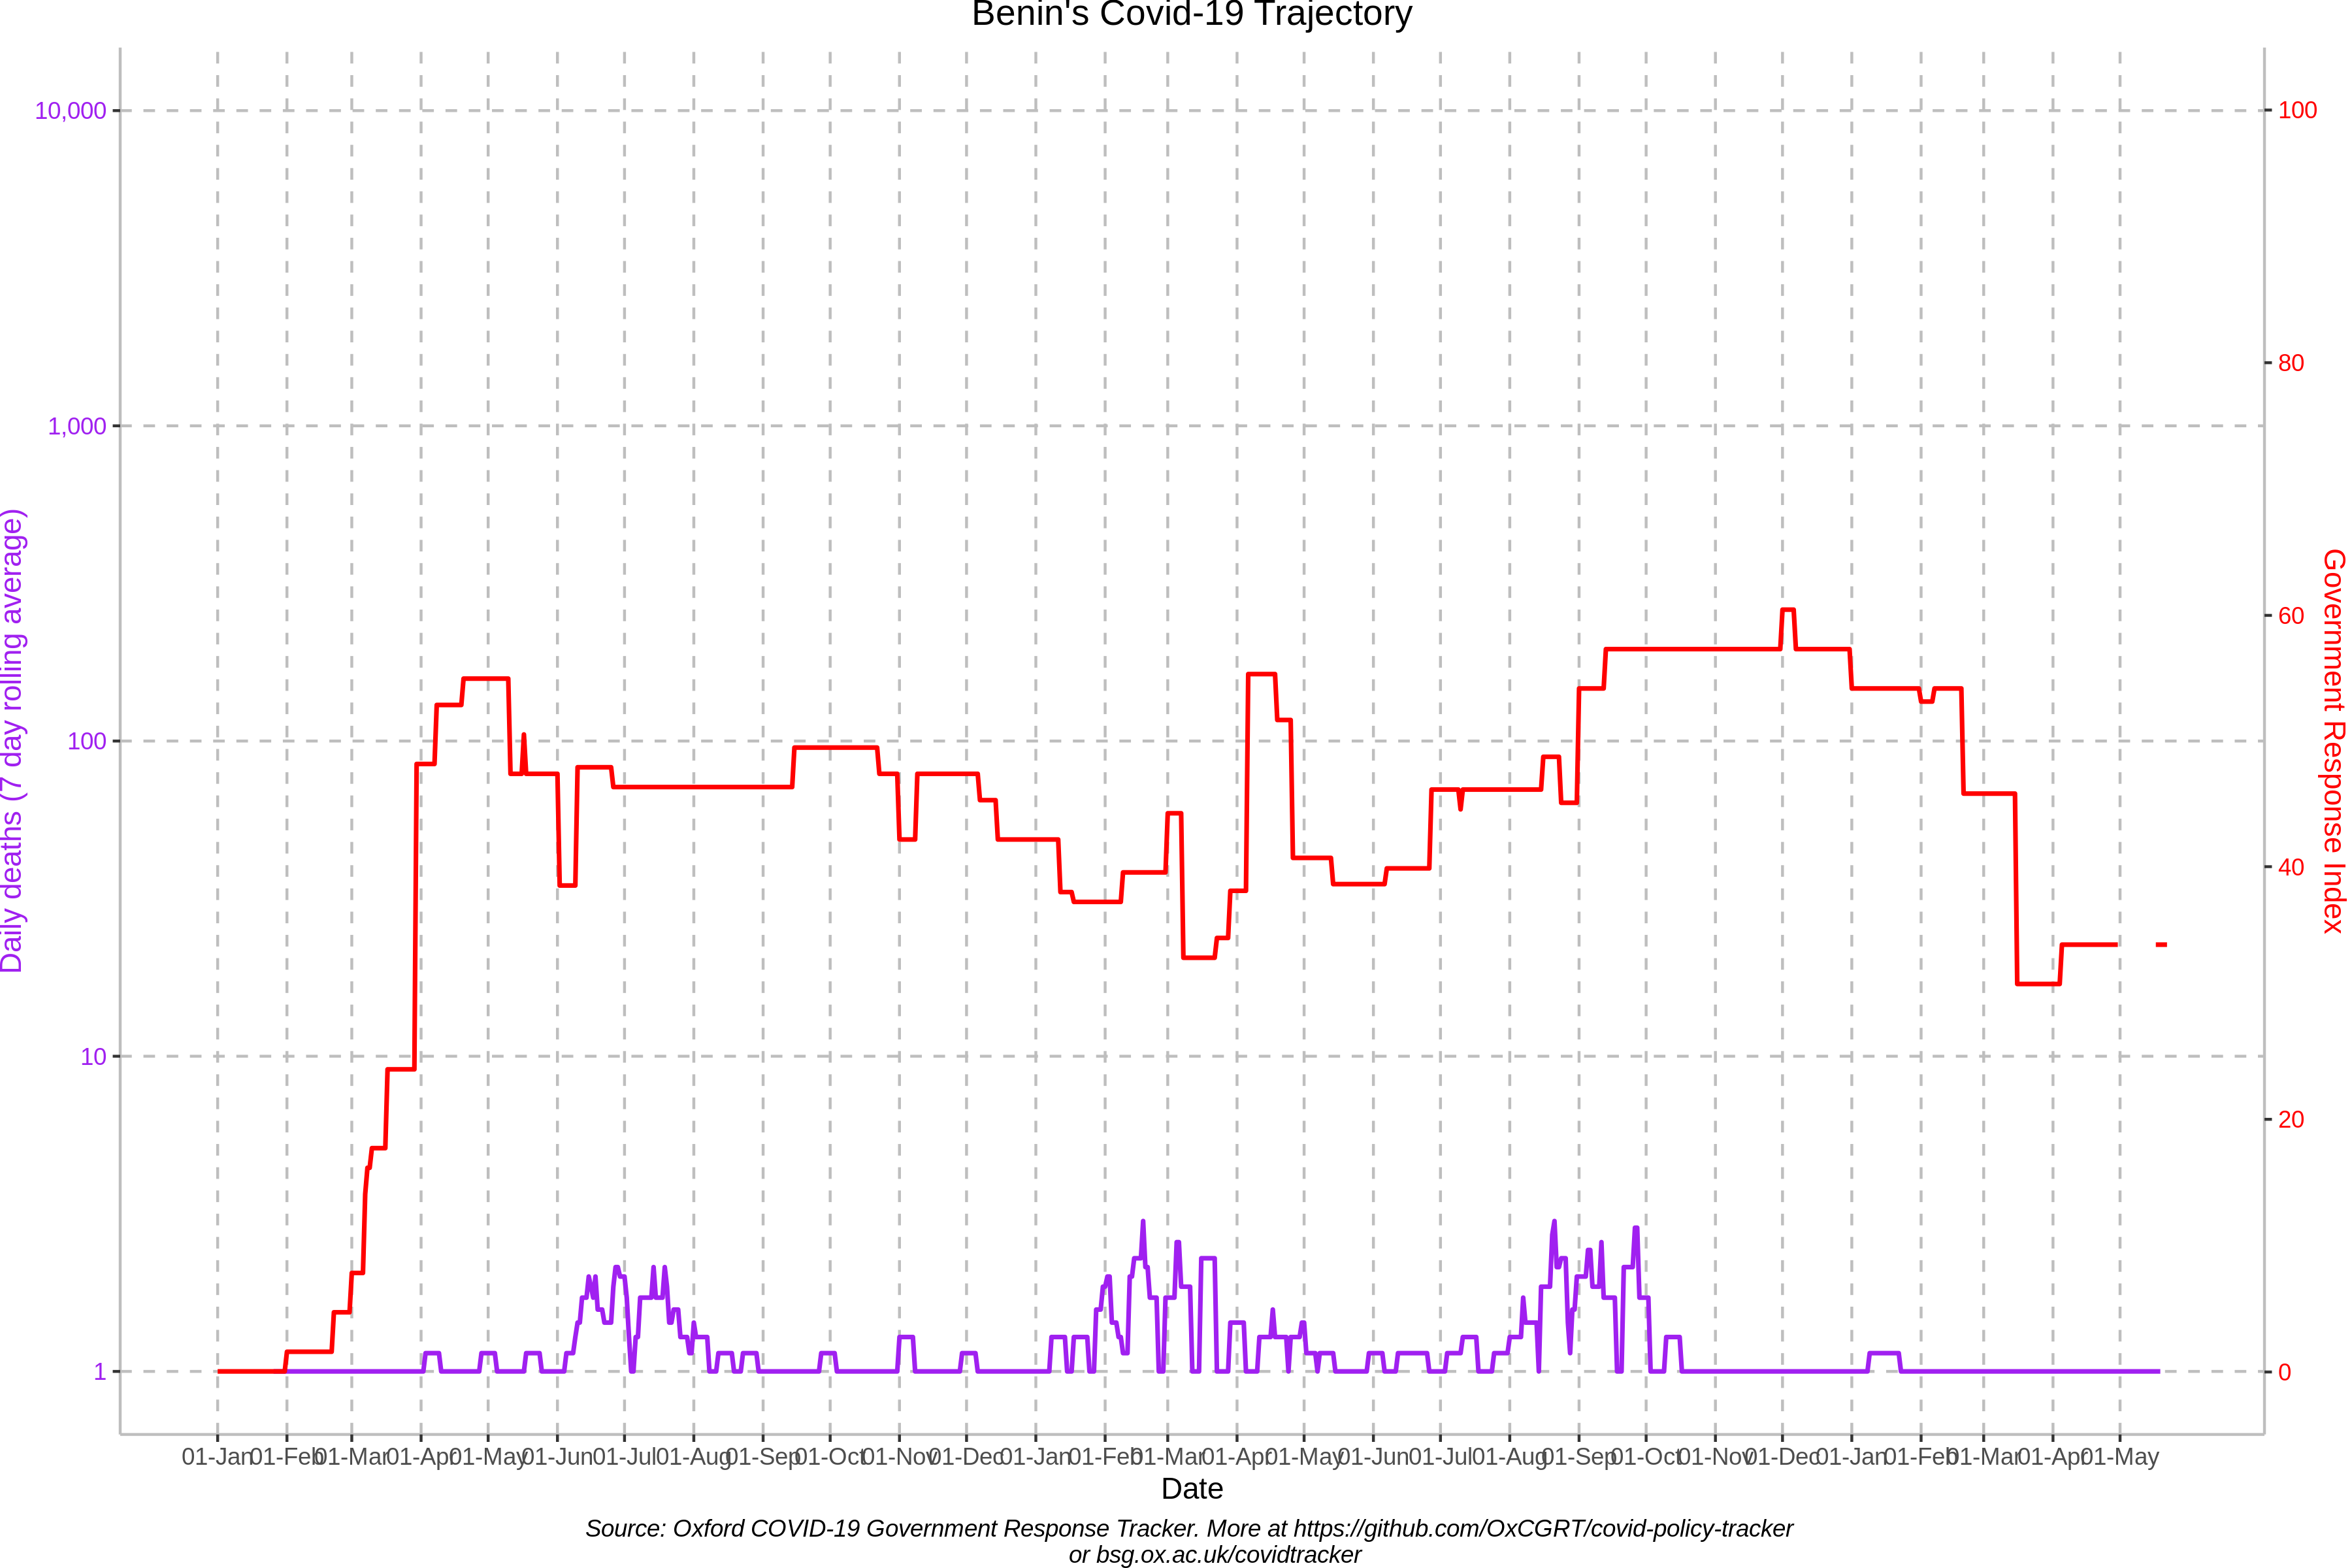 Benin's Covid-19 Trajectory
10,000
1,000
100
10
1
Daily deaths (7 day rolling average)
100
80
60
40
20
0
Government Response Index
01-Jan 01-Feb 01-Mar 01-Apr 01-May 01-Jun 01-Jul 01-Aug 01-Sep 01-Oct 01-Nov 01-Dec 01-Jan 01-Feb 01-Mar 01-Apr 01-May 01-Jun 01-Jul 01-Aug 01-Sep 01-Oct 01-Nov 01-Dec 01-Jan 01-Feb 01-Mar 01-Apr 01-May
Date
Source: Oxford COVID-19 Government Response Tracker. More at https://github.com/OxCGRT/covid-policy-tracker
or bsg.ox.ac.uk/covidtracker